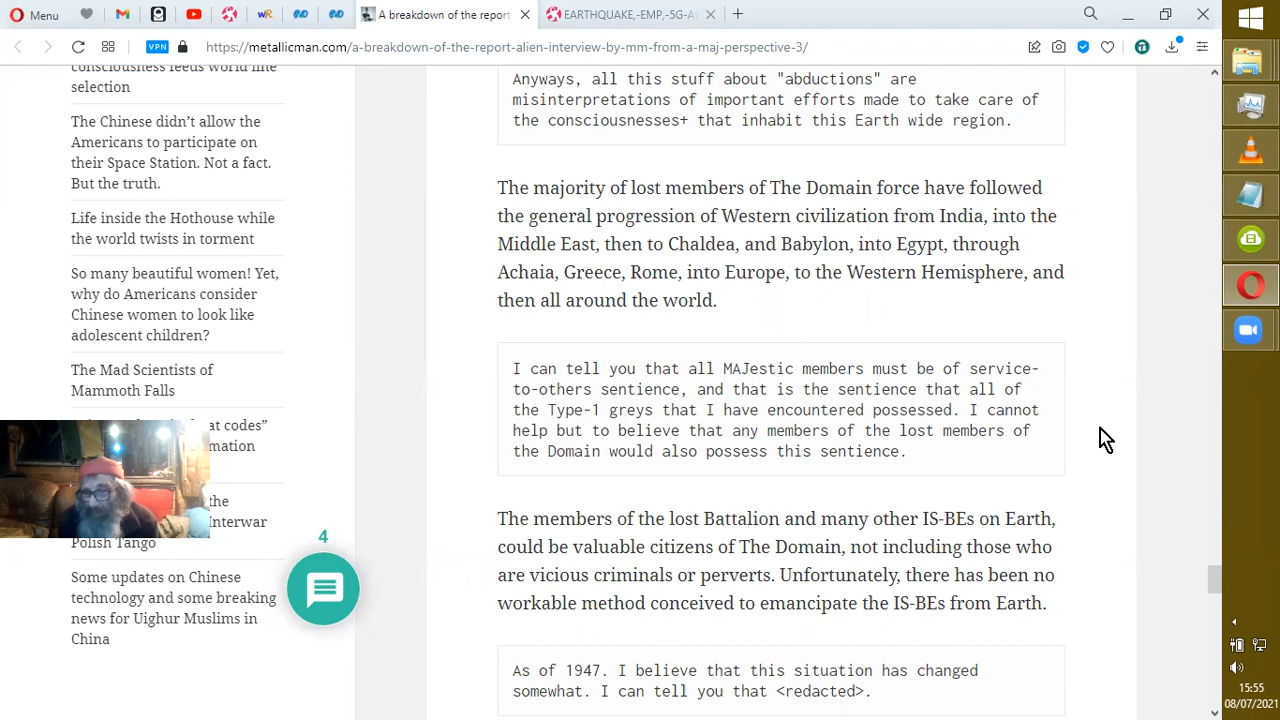 Menu
A breakdown of the report
EARTHQUAKE,-EMP,-5G-A
VPN
https://metallicman.com/a-breakdown-of-the-report-alien-interview-by-mm-from-a-maj-perspective-3/
consciousness feeds world line
selection
The Chinese didn’t allow the
Americans to participate on
their Space Station. Not a fact.
But the truth.
Life inside the Hothouse while
the world twists in torment
So many beautiful women! Yet,
why do Americans consider
Chinese women to look like
adolescent children?
The Mad Scientists of
Mammoth Falls
codes”
the
Interwar
Polish Tango
Some updates on Chinese
technology and some breaking
news for Uighur Muslims in
China
4
Anyways, all this stuff about "abductions" are
misinterpretations of important efforts made to take care of
the consciousnesses+ that inhabit this Earth wide region.
The majority of lost members of The Domain force have followed
the general progression of Western civilization from India, into the
Middle East, then to Chaldea, and Babylon, into Egypt, through
Achaia, Greece, Rome, into Europe, to the Western Hemisphere, and
then all around the world.
I can tell you that all MAJestic members must be of service-
to-others sentience, and that is the sentience that all of
the Type-1 greys that I have encountered possessed. I cannot
help but to believe that any members of the lost members of
the Domain would also possess this sentience.
The members of the lost Battalion and many other IS-BEs on Earth,
could be valuable citizens of The Domain, not including those who
are vicious criminals or perverts. Unfortunately, there has been no
workable method conceived to emancipate the IS-BEs from Earth.
As of 1947. I believe that this situation has changed
somewhat. I can tell you that <redacted>.
15:55
08/07/2021